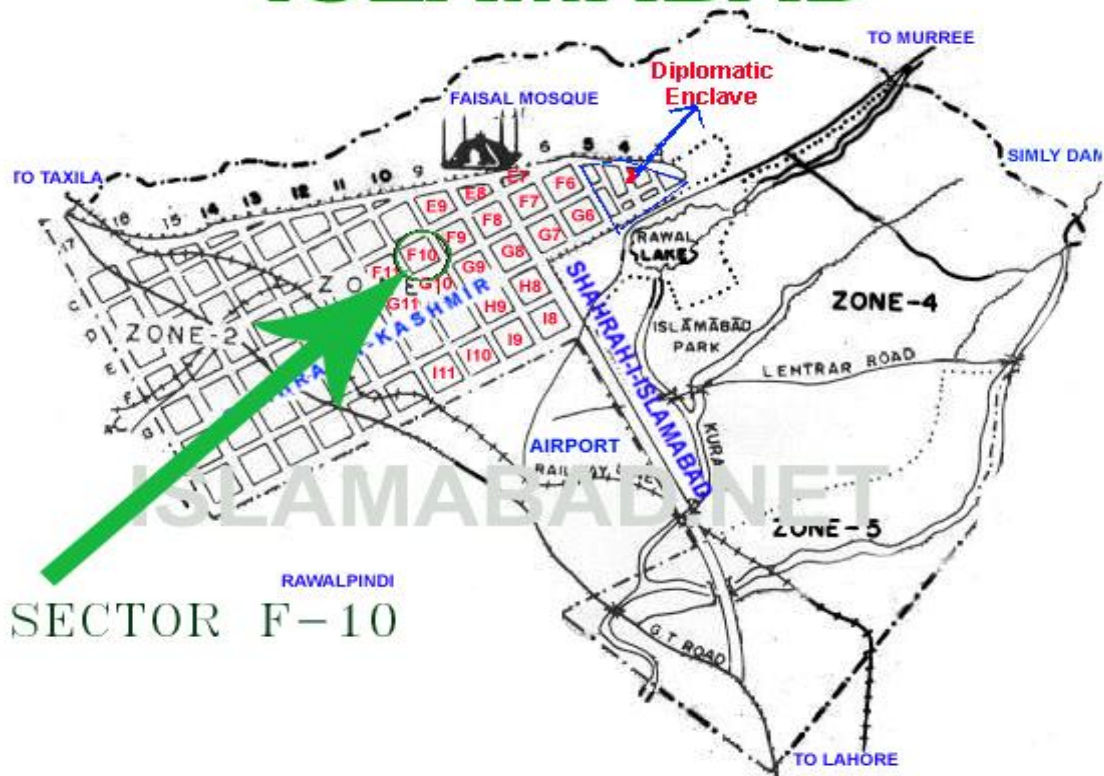 ISLAMABAD
TO MURREE
Diplomatic
Enclave
FAISAL MOSQUE
SIMLY DAM
TO TAXILA
6
5
4
9
10
11
12
13
14
15
16
17
E7
E8
E9
F6
F7
F8
F9
F10
F11
G6
G7
G8
G9
G10
G11
H8
H9
I8
I9
I10
I11
C
D
E
F
G
RAWAL
LAKE
ZONE-2
ZONE-4
ISLAMABAD
PARK
LENTRAR ROAD
SHAHRAH-I-ISLAMABAD
KASHMIR
KURA
AIRPORT
ISLAMABAD.NET
ZONE-5
RAWALPINDI
SECTOR F-10
G.T ROAD
TO LAHORE